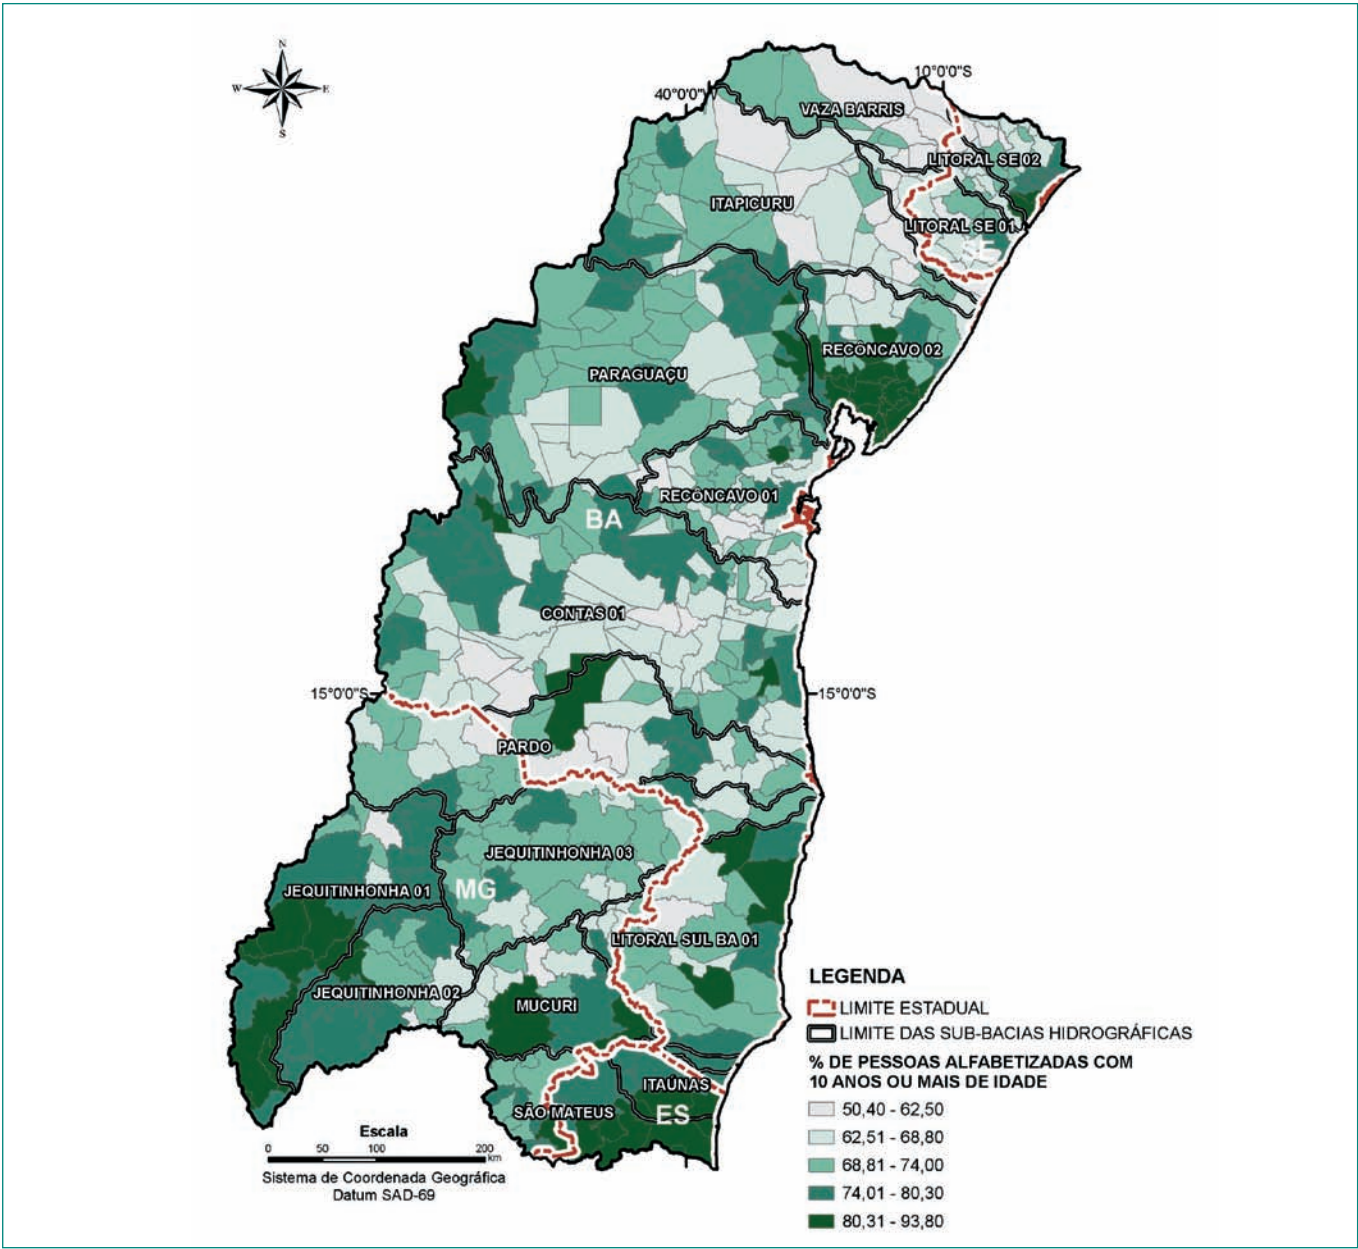 N
W
E
S
40°0'0"W
10°0'0"S
VAZA BARRIS
LITORAL SE 02
ITAPICURU
LITORAL SE 01
SE
RECÔNCAVO 02
PARAGUAÇU
RECÔNCAVO 01
BA
CONTAS 01
15°0'0"S
15°0'0"S
PARDO
JEQUITINHONHA 03
JEQUITINHONHA 01
MG
LITORAL SUL BA 01
JEQUITINHONHA 02
MUCURI
ITAÚNAS
SÃO MATEUS
ES
LEGENDA
LIMITE ESTADUAL
LIMITE DAS SUB-BACIAS HIDROGRÁFICAS
% DE PESSOAS ALFABETIZADAS COM
10 ANOS OU MAIS DE IDADE
50,40 - 62,50
62,51 - 68,80
68,81 - 74,00
74,01 - 80,30
80,31 - 93,80
Escala
0 50 100 200
km
Sistema de Coordenada Geográfica
Datum SAD-69